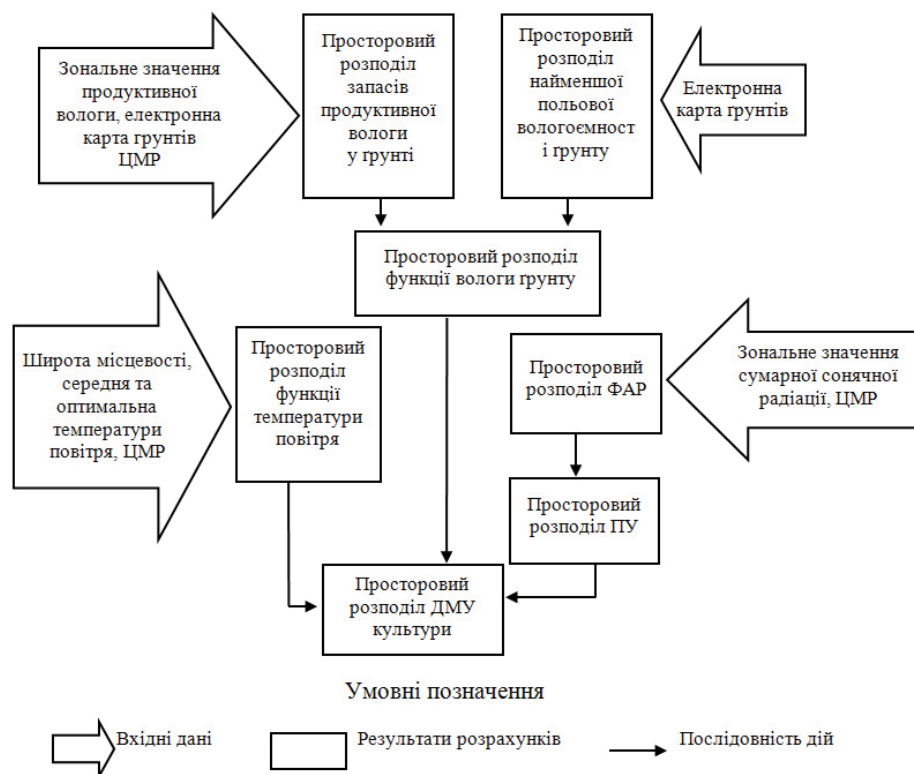 Зональне значення
продуктивної
вологи, електронна
карта грунтів
ЦМР
Просторовий
розподіл
запасів
продуктивної
вологи
у ґрунті
Просторовий
розподіл
найменшої
польової
вологоємност
і ґрунту
Електронна
карта ґрунтів
Просторовий розподіл
функції вологи ґрунту
Широта місцевості,
середня та
оптимальна
температури
повітря, ЦМР
Просторовий
розподіл
функції
температури
повітря
Просторовий
розподіл ФАР
Зональне значення
сумарної сонячної
радіації, ЦМР
Просторовий
розподіл ПУ
Просторовий
розподіл ДМУ
культури
Умовні позначення
Вхідні дані
Результати розрахунків
Послідовність дій